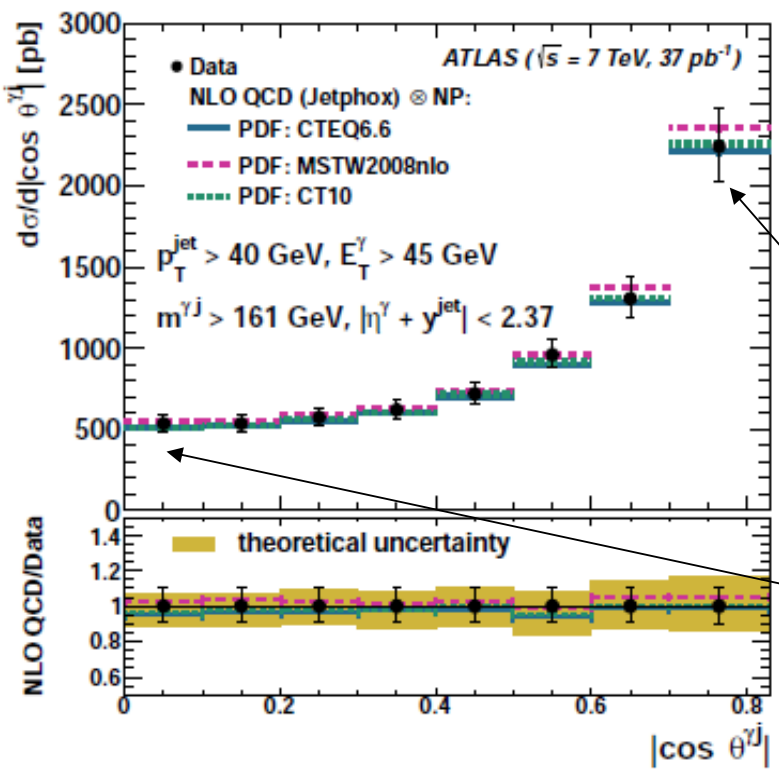 3000
2500
2000
1500
1000
500
0
dσ/d|cos θ^γj| [pb]
ATLAS (√s = 7 TeV, 37 pb⁻¹)
Data
NLO QCD (Jetphox) ⊗ NP:
PDF: CTEQ6.6
PDF: MSTW2008nlo
PDF: CT10
p_T^jet > 40 GeV, E_T^γ > 45 GeV
m^γj > 161 GeV, |η^γ + y^jet| < 2.37
1.4
1.2
1
0.8
0.6
NLO QCD/Data
theoretical uncertainty
0 0.2 0.4 0.6 0.8
|cos θ^γj|